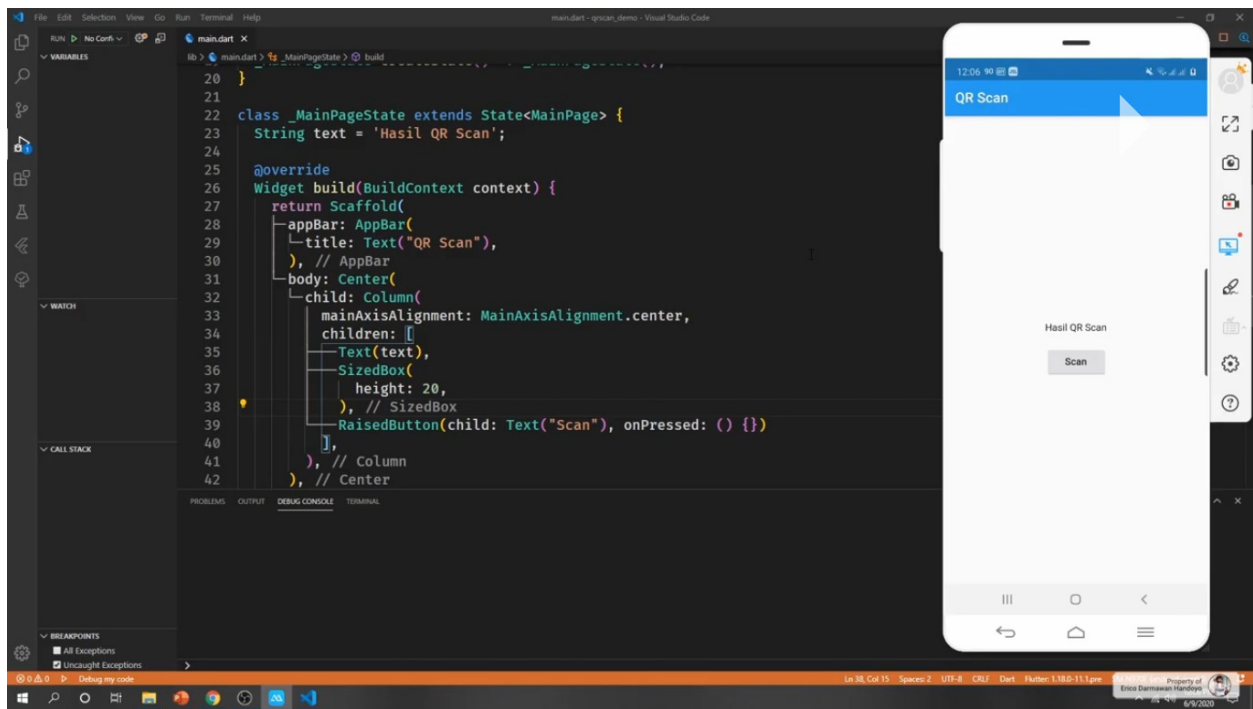 File Edit Selection View Go Run Terminal Help
main.dart - qrscan_demo - Visual Studio Code
RUN No Confi
main.dart
VARIABLES
lib > main.dart > _MainPageState > build
20 }
21
22 class _MainPageState extends State<MainPage> {
23 String text = 'Hasil QR Scan';
24
25 @override
26 Widget build(BuildContext context) {
27 return Scaffold(
28 appBar: AppBar(
29 title: Text("QR Scan"),
30 ), // AppBar
31 body: Center(
32 child: Column(
33 mainAxisAlignment: MainAxisAlignment.center,
34 children: [
35 Text(text),
36 SizedBox(
37 height: 20,
38 ), // SizedBox
39 RaisedButton(child: Text("Scan"), onPressed: () {})
40 ],
41 ), // Column
42 ), // Center
WATCH
CALL STACK
BREAKPOINTS
All Exceptions
Uncaught Exceptions
PROBLEMS OUTPUT DEBUG CONSOLE TERMINAL
>
12:06 90
QR Scan
Hasil QR Scan
Scan
0 0 Debug my code
Ln 38, Col 15 Spaces: 2 UTF-8 CRLF Dart Flutter: 1.18.0-11.1.pre
Property of
Erico Darmawan Handoyo
6/9/2020